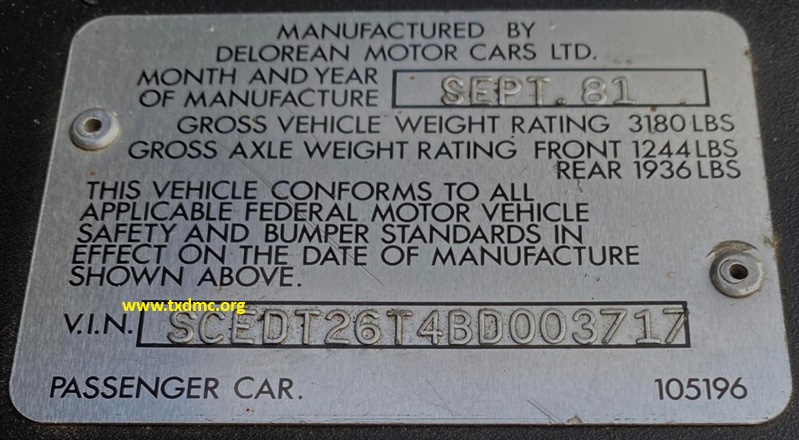 MANUFACTURED BY
DELOREAN MOTOR CARS LTD.
MONTH AND YEAR
OF MANUFACTURE SEPT. 81
GROSS VEHICLE WEIGHT RATING 3180 LBS
GROSS AXLE WEIGHT RATING FRONT 1244 LBS
REAR 1936 LBS
THIS VEHICLE CONFORMS TO ALL
APPLICABLE FEDERAL MOTOR VEHICLE
SAFETY AND BUMPER STANDARDS IN
EFFECT ON THE DATE OF MANUFACTURE
SHOWN ABOVE.
www.txdmc.org
V.I.N. SCEDT26T4BD003717
PASSENGER CAR. 105196